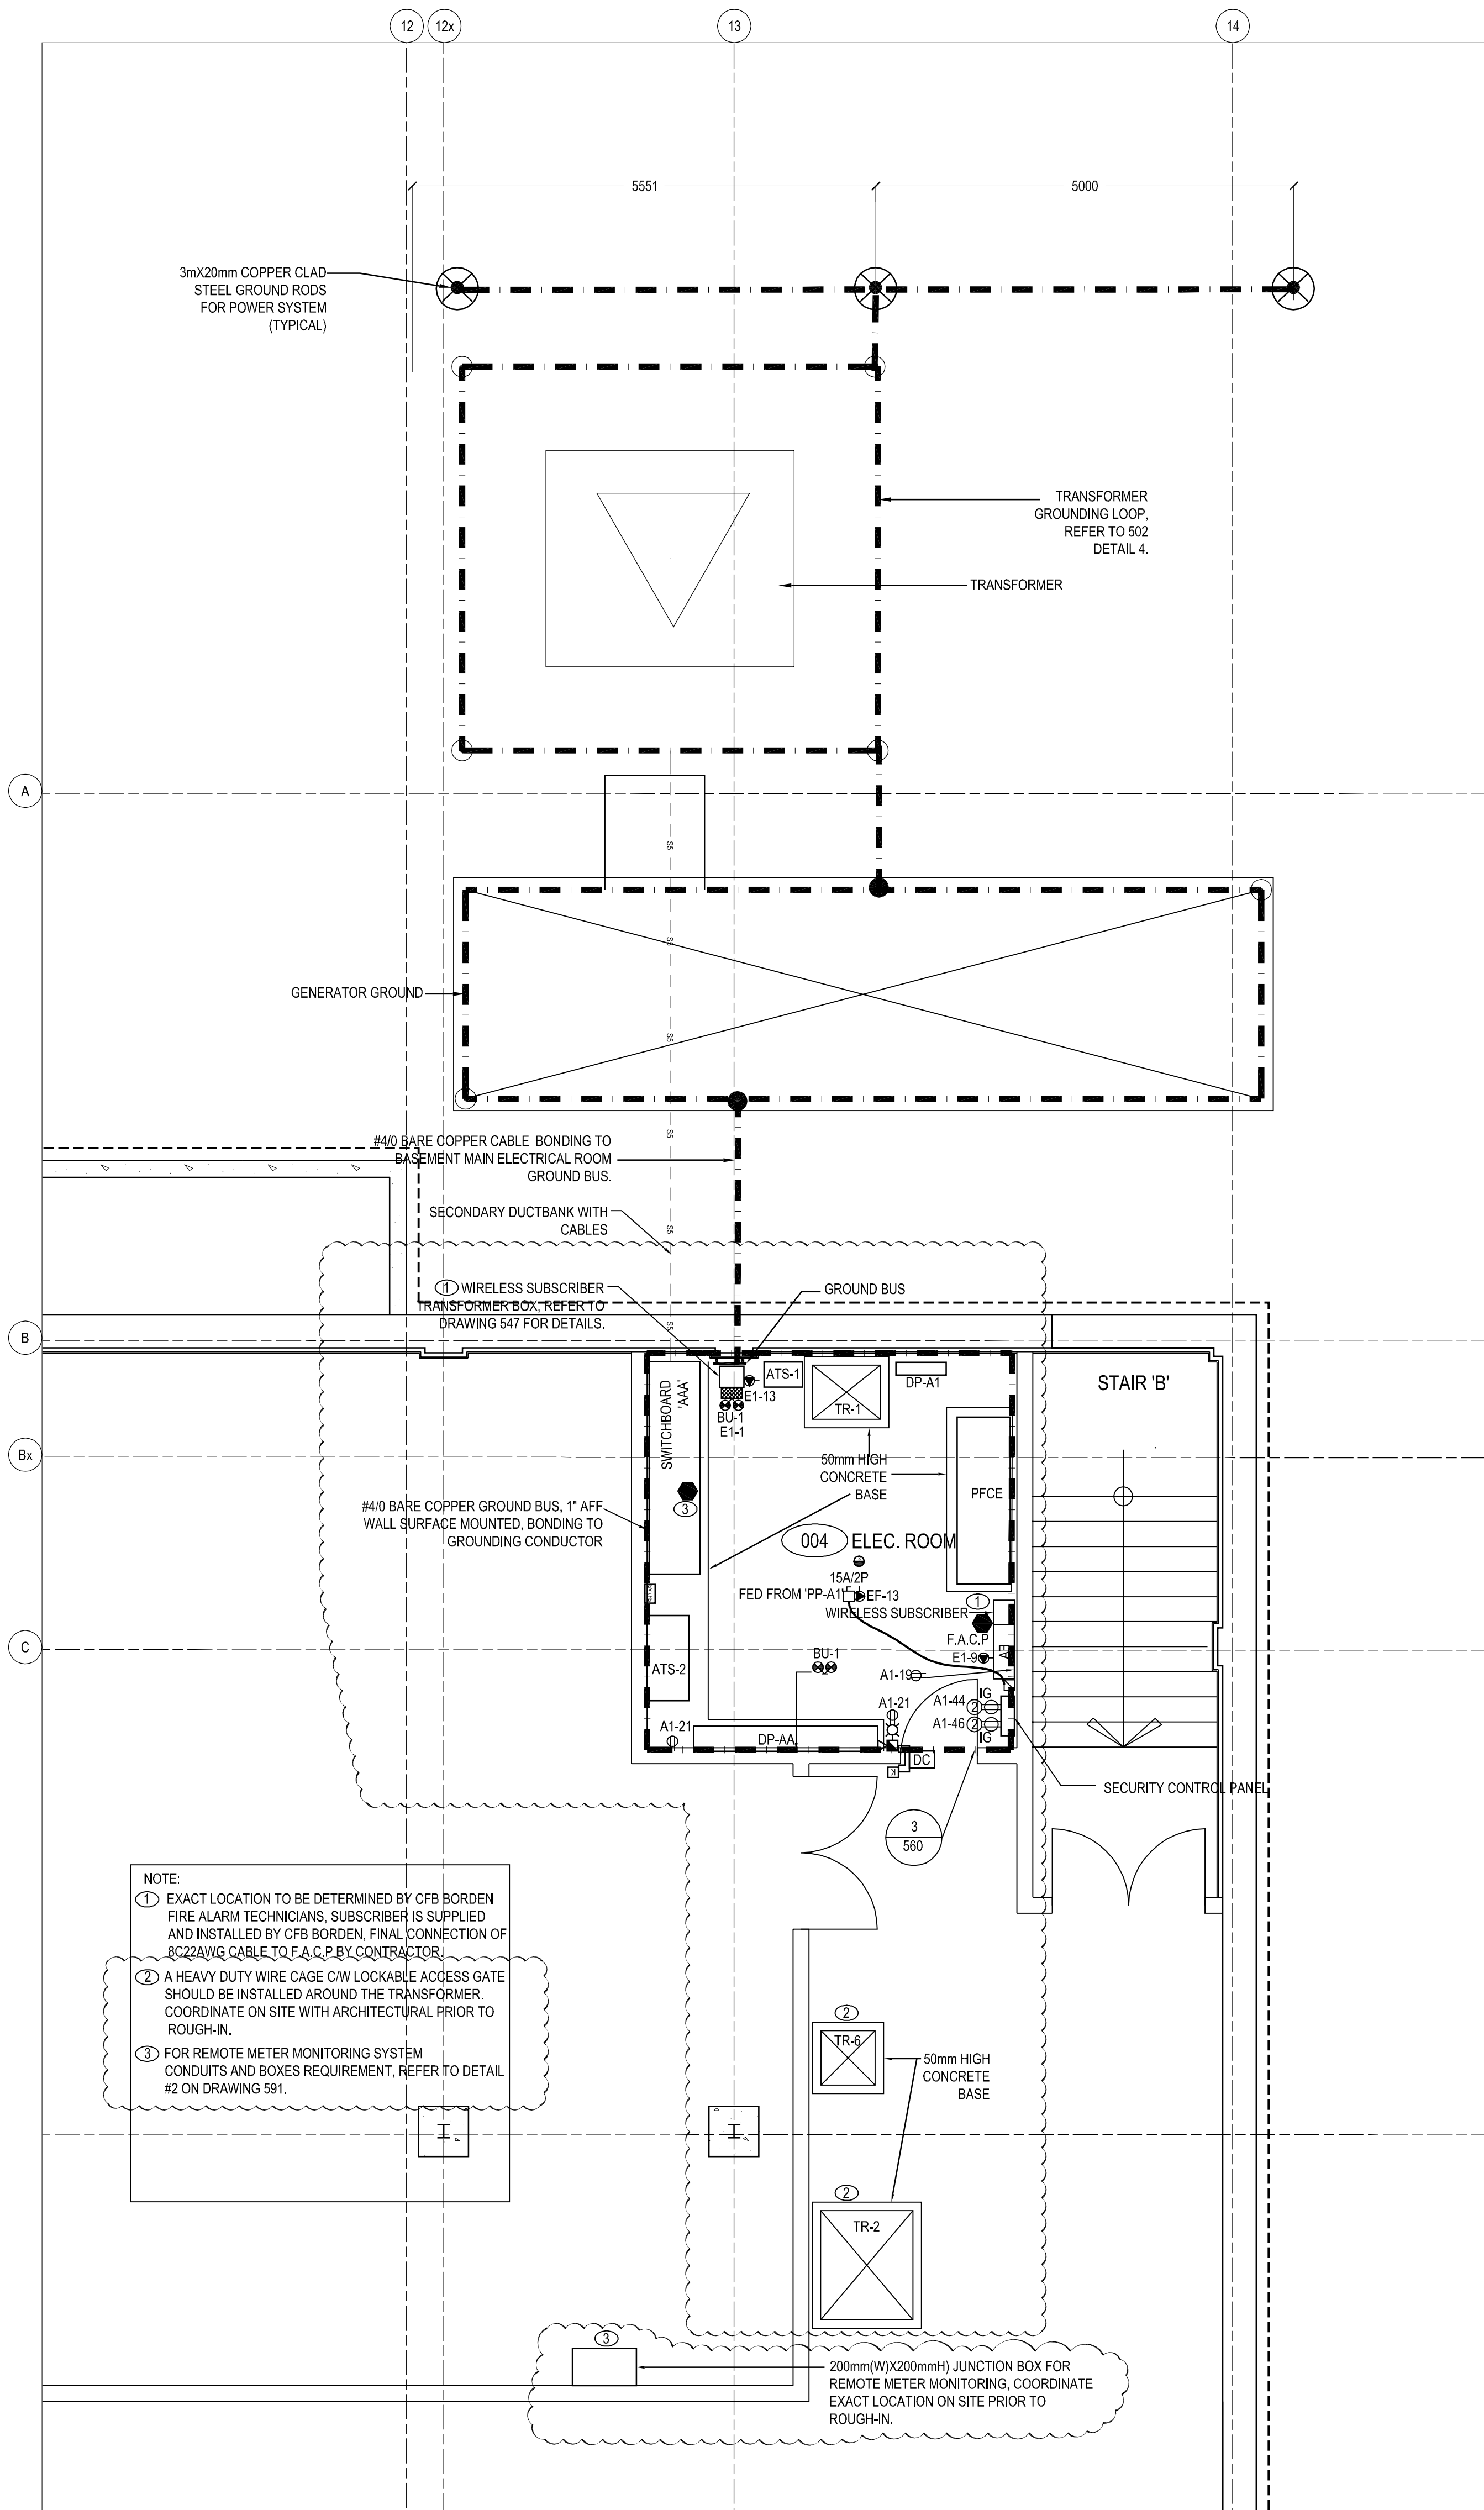 12
12x
13
14
5551
5000
3mX20mm COPPER CLAD
STEEL GROUND RODS
FOR POWER SYSTEM
(TYPICAL)
TRANSFORMER
GROUNDING LOOP,
REFER TO 502
DETAIL 4.
TRANSFORMER
A
S5
S5
GENERATOR GROUND
S5
S5
#4/0 BARE COPPER CABLE BONDING TO
BASEMENT MAIN ELECTRICAL ROOM
GROUND BUS.
SECONDARY DUCTBANK WITH
CABLES
S5
1 WIRELESS SUBSCRIBER
TRANSFORMER BOX, REFER TO
DRAWING 547 FOR DETAILS.
GROUND BUS
S5
B
SWITCHBOARD
'AAA'
ATS-1
E1-13
BU-1
E1-1
TR-1
DP-A1
STAIR 'B'
Bx
50mm HIGH
CONCRETE
BASE
PFCE
3
#4/0 BARE COPPER GROUND BUS, 1" AFF
WALL SURFACE MOUNTED, BONDING TO
GROUNDING CONDUCTOR
004 ELEC. ROOM
15A/2P
FED FROM 'PP-A1'
EF-13
1
WIRELESS SUBSCRIBER
F.A.C.P
E1-9
C
BU-1
ATS-2
A1-19
IG
A1-44
2
A1-21
A1-46
2
IG
A1-21
DP-AA
DC
K
SECURITY CONTROL PANEL
3
560
NOTE:
1 EXACT LOCATION TO BE DETERMINED BY CFB BORDEN
FIRE ALARM TECHNICIANS, SUBSCRIBER IS SUPPLIED
AND INSTALLED BY CFB BORDEN, FINAL CONNECTION OF
8C22AWG CABLE TO F.A.C.P BY CONTRACTOR.
2 A HEAVY DUTY WIRE CAGE C/W LOCKABLE ACCESS GATE
SHOULD BE INSTALLED AROUND THE TRANSFORMER.
COORDINATE ON SITE WITH ARCHITECTURAL PRIOR TO
ROUGH-IN.
3 FOR REMOTE METER MONITORING SYSTEM
CONDUITS AND BOXES REQUIREMENT, REFER TO DETAIL
#2 ON DRAWING 591.
2
TR-6
50mm HIGH
CONCRETE
BASE
2
TR-2
3
200mm(W)X200mmH) JUNCTION BOX FOR
REMOTE METER MONITORING, COORDINATE
EXACT LOCATION ON SITE PRIOR TO
ROUGH-IN.